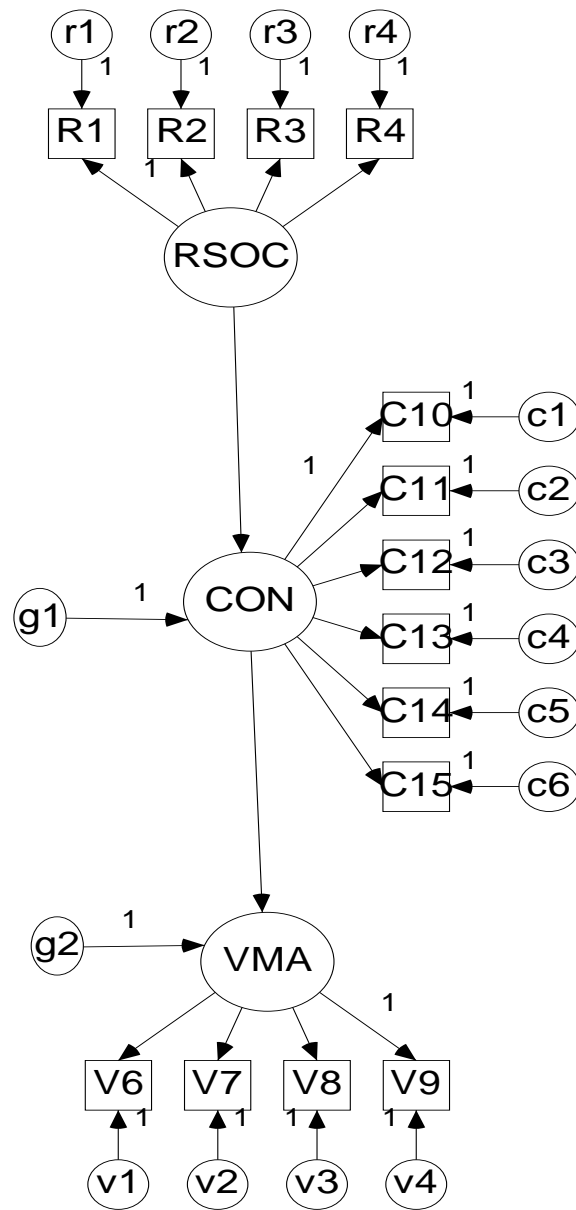 r1 r2 r3 r4
1 1 1 1
R1 R2 R3 R4
1
RSOC
1
C10 c1
1
1
C11 c2
1
C12 c3
1
CON
g1
1
C13 c4
1
C14 c5
1
C15 c6
1
g2
VMA
1
V6 V7 V8 V9
1 1 1 1
v1 v2 v3 v4